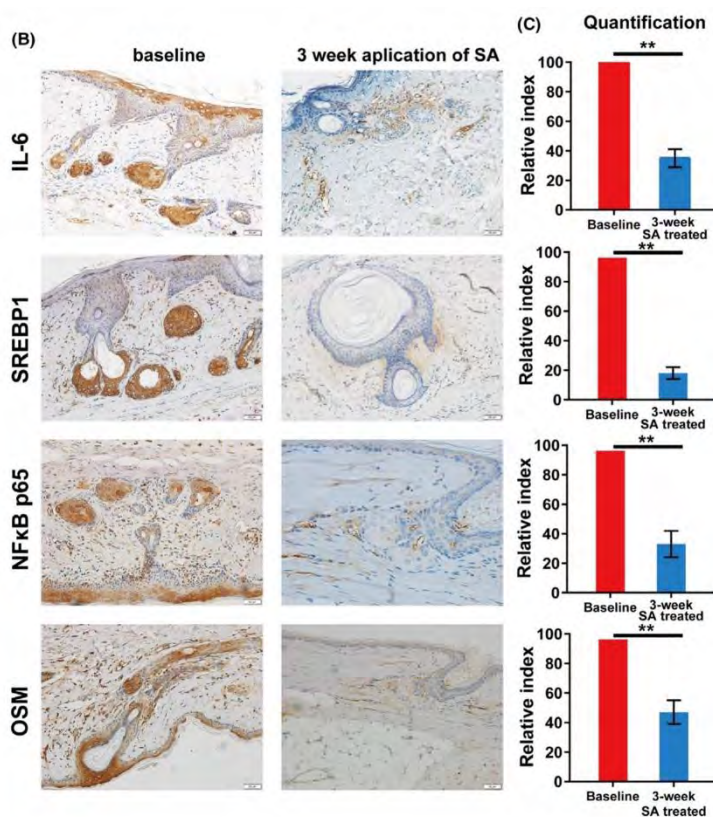 (B)
baseline
3 week aplication of SA
IL-6
SREBP1
NFκB p65
OSM
(C)
Quantification
**
Relative index
100
80
60
40
20
0
Baseline
3-week
SA treated
**
Relative index
100
80
60
40
20
0
Baseline
3-week
SA treated
**
Relative index
100
80
60
40
20
0
Baseline
3-week
SA treated
**
Relative index
100
80
60
40
20
0
Baseline
3-week
SA treated